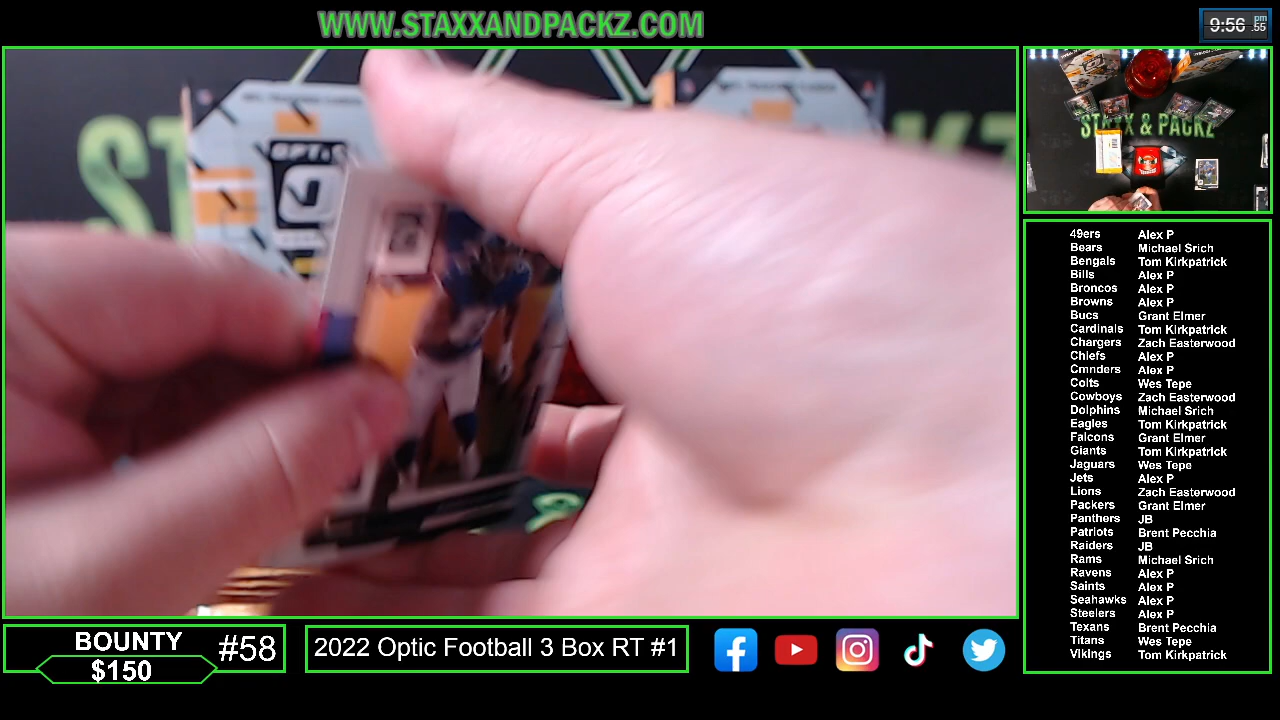 WWW.STAXXANDPACKZ.COM
9:56 pm .55
STAXX & PACKZ
49ers Alex P
Bears Michael Srich
Bengals Tom Kirkpatrick
Bills Alex P
Broncos Alex P
Browns Alex P
Bucs Grant Elmer
Cardinals Tom Kirkpatrick
Chargers Zach Easterwood
Chiefs Alex P
Cmnders Alex P
Colts Wes Tepe
Cowboys Zach Easterwood
Dolphins Michael Srich
Eagles Tom Kirkpatrick
Falcons Grant Elmer
Giants Tom Kirkpatrick
Jaguars Wes Tepe
Jets Alex P
Lions Zach Easterwood
Packers Grant Elmer
Panthers JB
Patriots Brent Pecchia
Raiders JB
Rams Michael Srich
Ravens Alex P
Saints Alex P
Seahawks Alex P
Steelers Alex P
Texans Brent Pecchia
Titans Wes Tepe
Vikings Tom Kirkpatrick
BOUNTY #58
$150
2022 Optic Football 3 Box RT #1